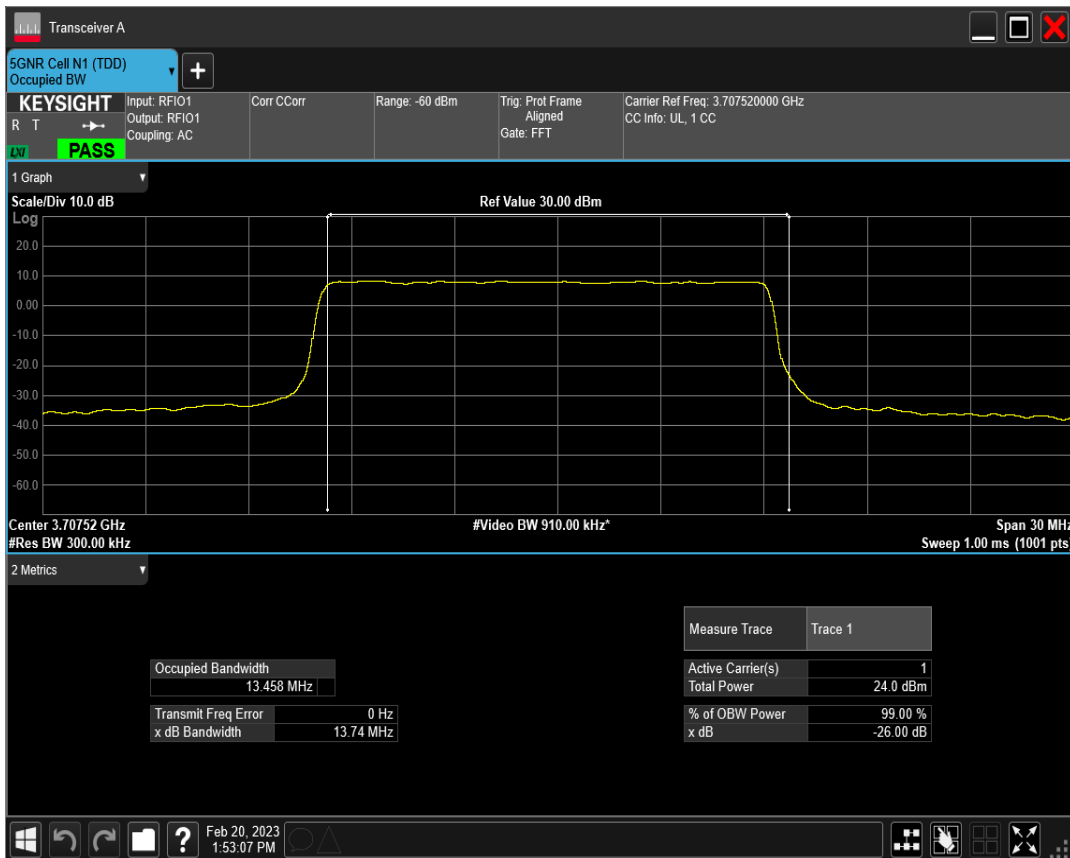 Transceiver A
5GNR Cell N1 (TDD)
Occupied BW
+
KEYSIGHT
R T
LXI
PASS
Input: RFIO1
Output: RFIO1
Coupling: AC
Corr CCorr
Range: -60 dBm
Trig: Prot Frame
Aligned
Gate: FFT
Carrier Ref Freq: 3.707520000 GHz
CC Info: UL, 1 CC
1 Graph
Scale/Div 10.0 dB
Ref Value 30.00 dBm
Log
20.0
10.0
0.00
-10.0
-20.0
-30.0
-40.0
-50.0
-60.0
Center 3.70752 GHz
#Video BW 910.00 kHz*
Span 30 MHz
#Res BW 300.00 kHz
Sweep 1.00 ms (1001 pts)
2 Metrics
Measure Trace Trace 1
Occupied Bandwidth
13.458 MHz
Active Carrier(s) 1
Total Power 24.0 dBm
Transmit Freq Error 0 Hz
x dB Bandwidth 13.74 MHz
% of OBW Power 99.00 %
x dB -26.00 dB
?
Feb 20, 2023
1:53:07 PM